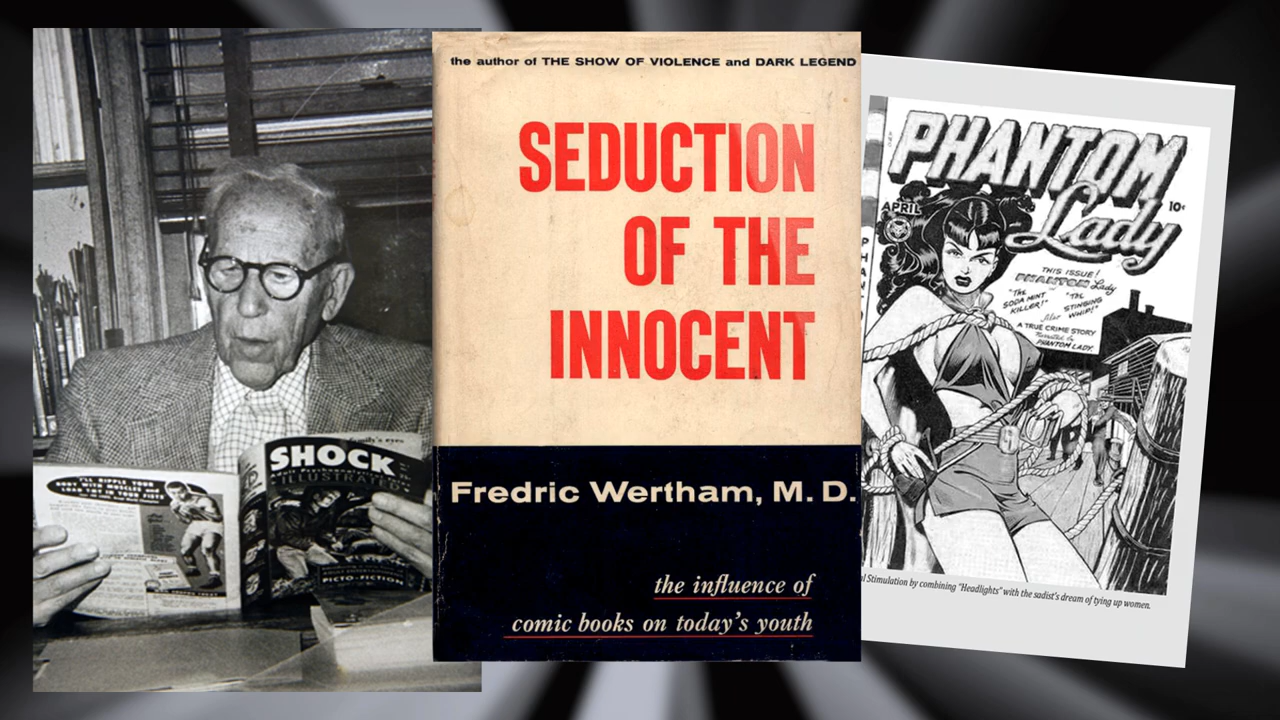 SHOCK
ILLUSTRATED
PICTO-FICTION
the author of THE SHOW OF VIOLENCE and DARK LEGEND
SEDUCTION
OF THE
INNOCENT
Fredric Wertham, M. D.
the influence of
comic books on today's youth
PHANTOM
Lady
10¢
APRIL
THIS ISSUE!
PHANTOM Lady
"THE
SODA MINT
KILLER!"
"THE
STINGING
WHIP!"
Also
A TRUE CRIME STORY
Narrated by
PHANTOM LADY.
Stimulation by combining "Headlights" with the sadist's dream of tying up women.